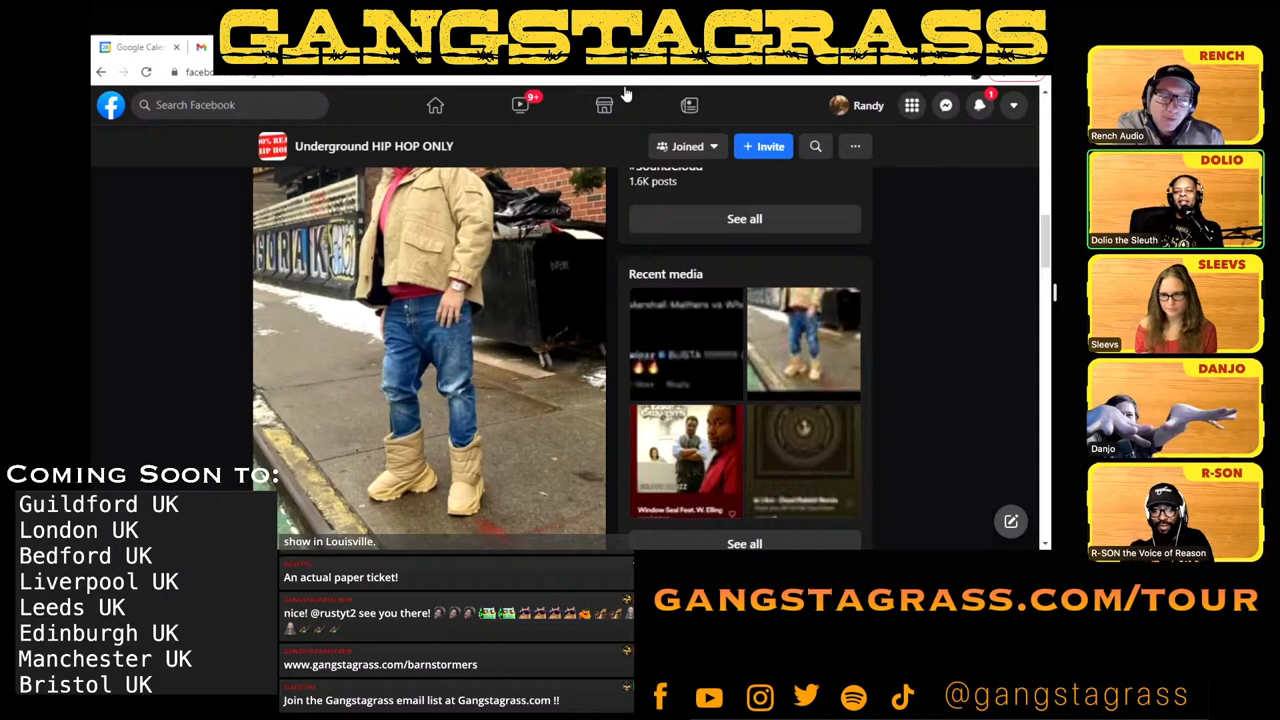 GANGSTAGRASS
Google Cale
Search Facebook
9+
Randy
1
Underground HIP HOP ONLY
Joined
+ Invite
1.6K posts
See all
Recent media
Window Seat Feat. W. Elling
See all
RENCH
Rench Audio
DOLIO
Dolio the Sleuth
SLEEVS
Sleevs
DANJO
Danjo
R-SON
R-SON the Voice of Reason
COMING SOON TO:
Guildford UK
London UK
Bedford UK
Liverpool UK
Leeds UK
Edinburgh UK
Manchester UK
Bristol UK
show in Louisville.
An actual paper ticket!
nice! @rustyt2 see you there!
www.gangstagrass.com/barnstormers
Join the Gangstagrass email list at Gangstagrass.com !!
GANGSTAGRASS.COM/TOUR
@gangstagrass